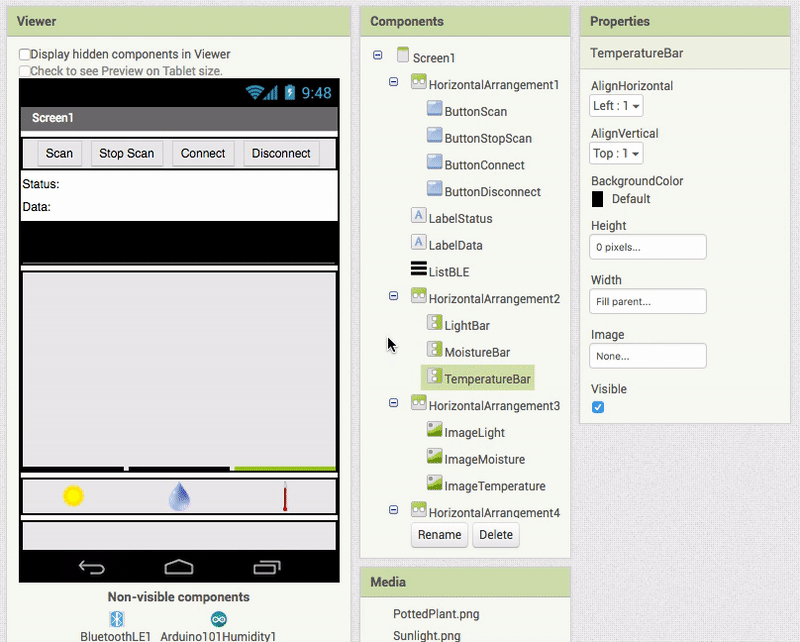 Viewer
Display hidden components in Viewer
Check to see Preview on Tablet size.
9:48
Screen1
Scan
Stop Scan
Connect
Disconnect
Status:
Data:
Non-visible components
BluetoothLE1
Arduino101Humidity1
Components
Screen1
HorizontalArrangement1
ButtonScan
ButtonStopScan
ButtonConnect
ButtonDisconnect
A LabelStatus
A LabelData
ListBLE
HorizontalArrangement2
LightBar
MoistureBar
TemperatureBar
HorizontalArrangement3
ImageLight
ImageMoisture
ImageTemperature
HorizontalArrangement4
Rename
Delete
Media
PottedPlant.png
Sunlight.png
Properties
TemperatureBar
AlignHorizontal
Left : 1
AlignVertical
Top : 1
BackgroundColor
Default
Height
0 pixels...
Width
Fill parent...
Image
None...
Visible